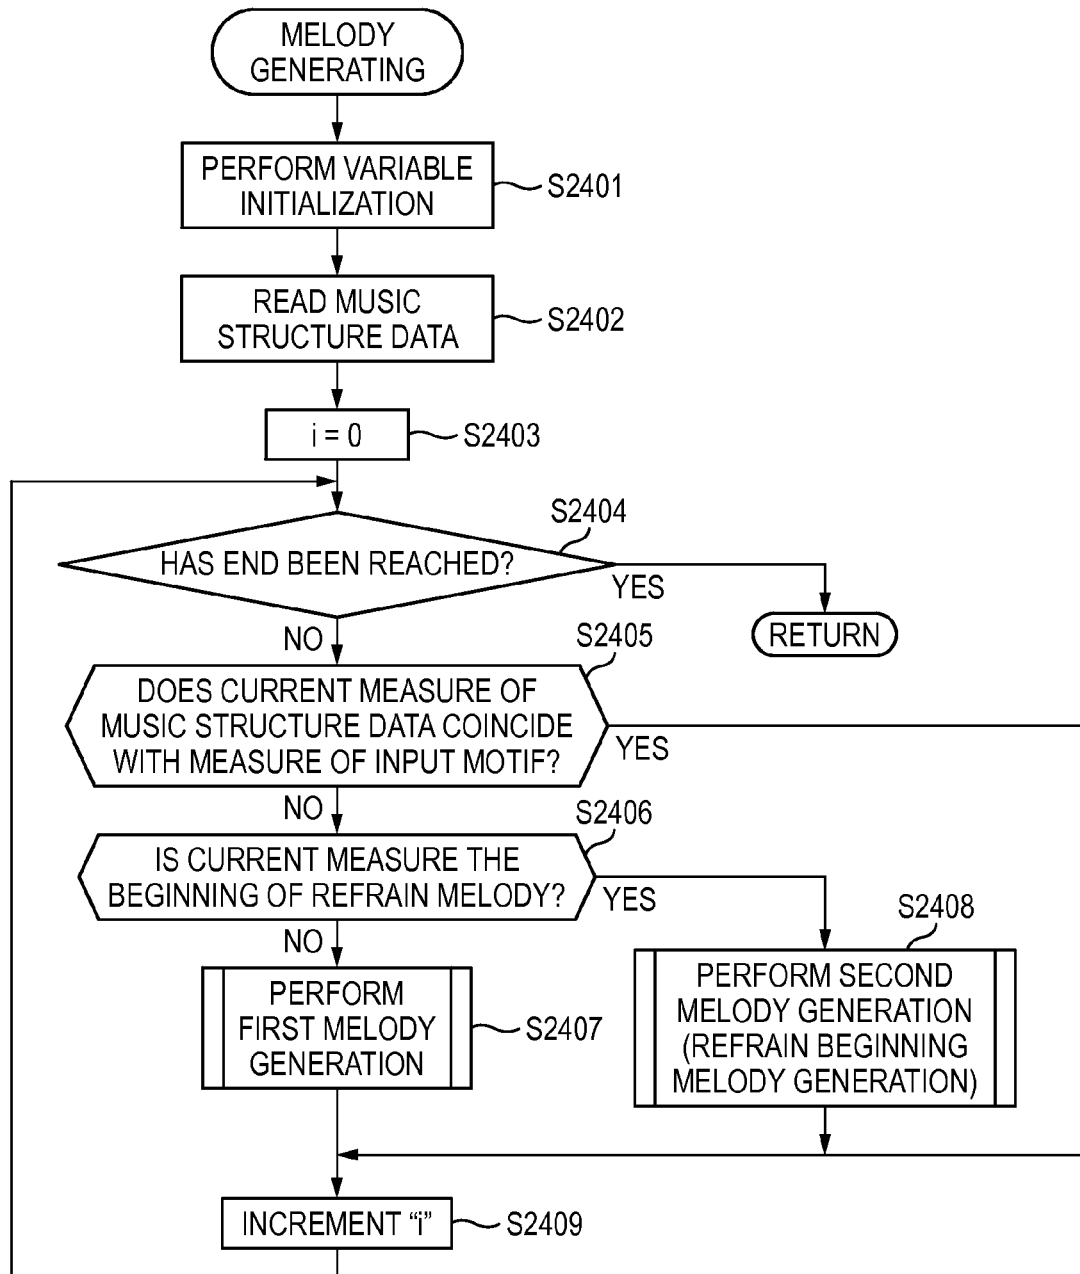 MELODY
GENERATING
PERFORM VARIABLE
INITIALIZATION
S2401
READ MUSIC
STRUCTURE DATA
S2402
i = 0
S2403
S2404
HAS END BEEN REACHED?
YES
RETURN
NO
S2405
DOES CURRENT MEASURE OF
MUSIC STRUCTURE DATA COINCIDE
WITH MEASURE OF INPUT MOTIF?
YES
NO
S2406
IS CURRENT MEASURE THE
BEGINNING OF REFRAIN MELODY?
YES
NO
S2408
PERFORM
FIRST MELODY
GENERATION
S2407
PERFORM SECOND
MELODY GENERATION
(REFRAIN BEGINNING
MELODY GENERATION)
INCREMENT “i”
S2409